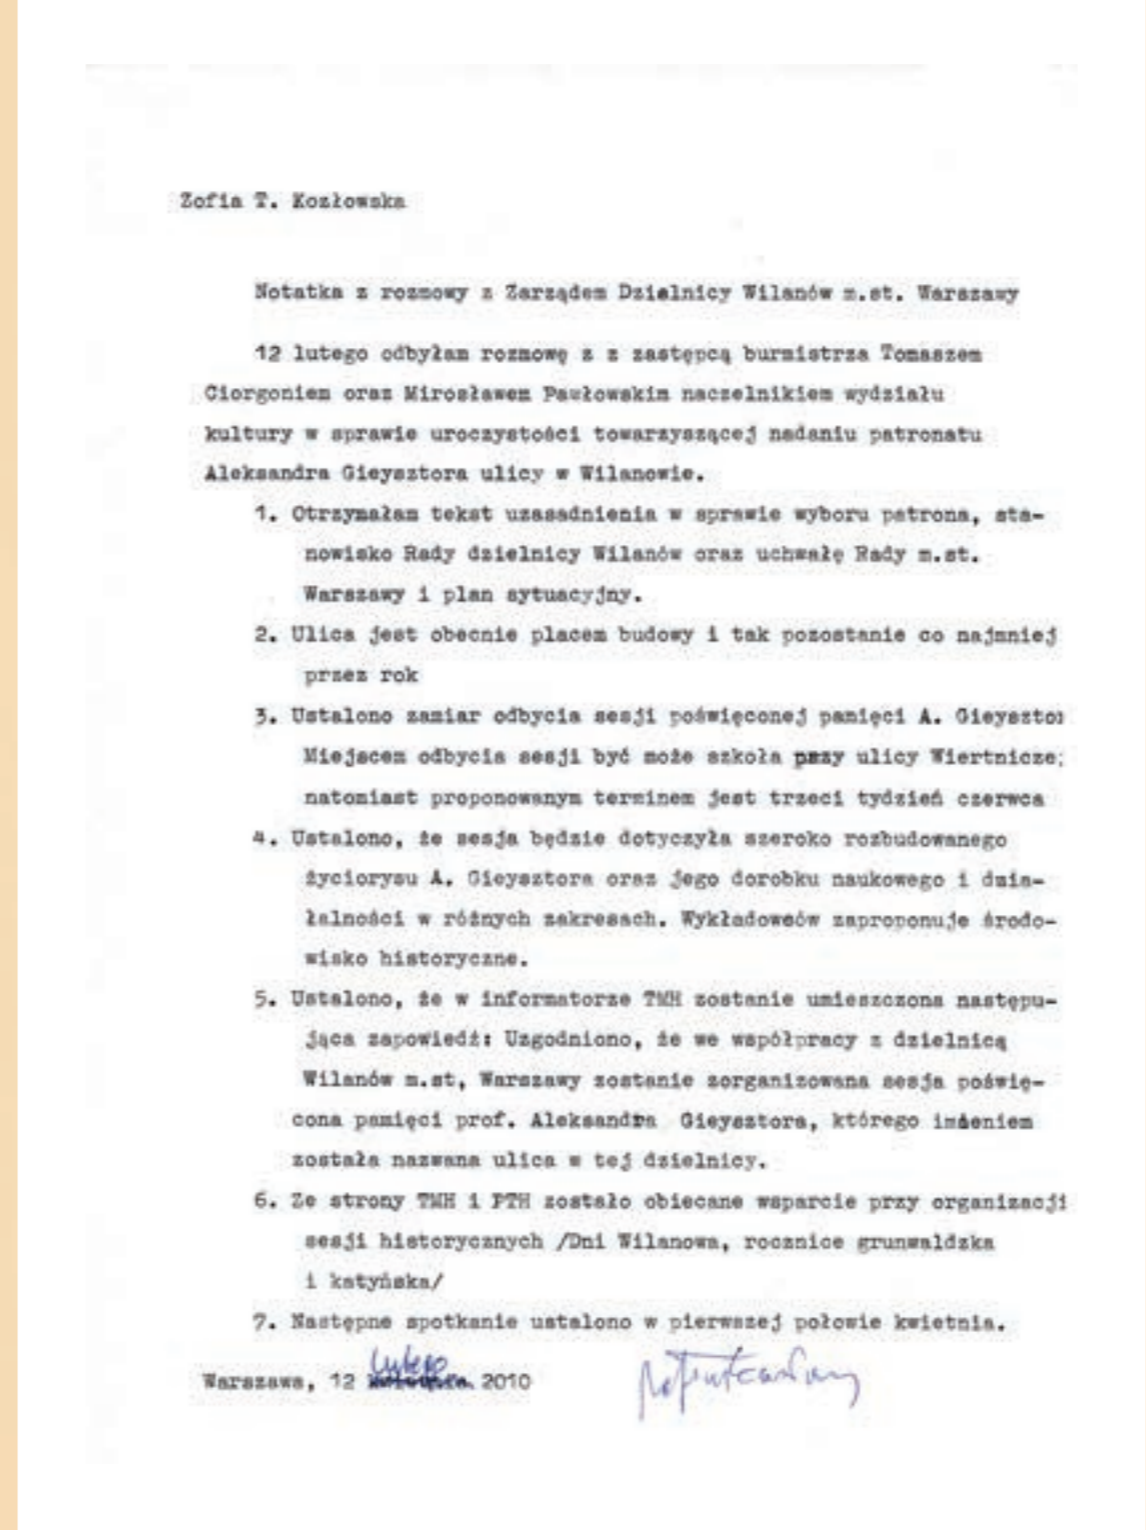 Zofia T. Kozłowska
Notatka z rozmowy z Zarządem Dzielnicy Wilanów m.st. Warszawy
12 lutego odbyłam rozmowę z z zastępcą burmistrza Tomaszem
Ciorgoniem oraz Mirosławem Pawłowskim naczelnikiem wydziału
kultury w sprawie uroczystości towarzyszącej nadaniu patronatu
Aleksandra Gieysztora ulicy w Wilanowie.
1. Otrzymałam tekst uzasadnienia w sprawie wyboru patrona, sta-
nowisko Rady dzielnicy Wilanów oraz uchwałę Rady m.st.
Warszawy i plan sytuacyjny.
2. Ulica jest obecnie placem budowy i tak pozostanie co najmniej
przez rok
3. Ustalono zamiar odbycia sesji poświęconej pamięci A. Gieyszto
Miejscem odbycia sesji być może szkoła przy ulicy Wiertnicze
natomiast proponowanym terminem jest trzeci tydzień czerwca
4. Ustalono, że sesja będzie dotyczyła szeroko rozbudowanego
życiorysu A. Gieysztora oraz jego dorobku naukowego i dzia-
łalności w różnych zakresach. Wykładowców zaproponuje środo-
wisko historyczne.
5. Ustalono, że w informatorze TMH zostanie umieszczona następu-
jąca zapowiedź: Uzgodniono, że we współpracy z dzielnicą
Wilanów m.st, Warszawy zostanie zorganizowana sesja poświę-
cona pamięci prof. Aleksandra Gieysztora, którego imieniem
została nazwana ulica w tej dzielnicy.
6. Ze strony TMH i PTH zostało obiecane wsparcie przy organizacji
sesji historycznych /Dni Wilanowa, rocznice grunwaldzka
i katyńska/
7. Następne spotkanie ustalono w pierwszej połowie kwietnia.
lutego
Warszawa, 12 2010